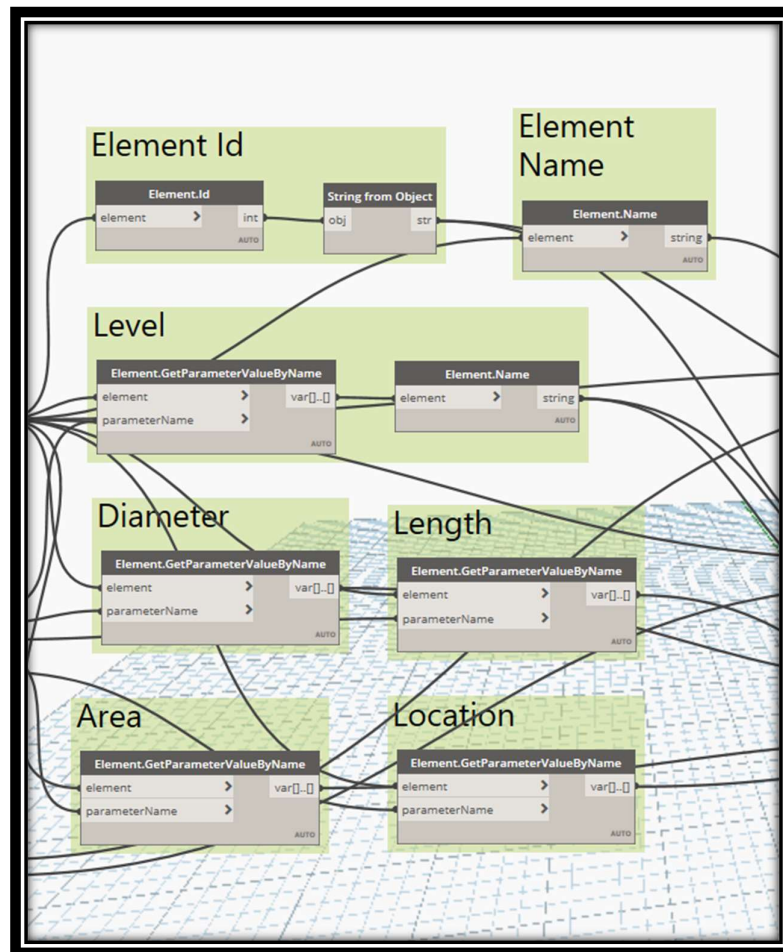 Element Id
Element.Id
element > int
AUTO
String from Object
obj str
Element
Name
Element.Name
element > string
AUTO
Level
Element.GetParameterValueByName
element > var[]..[]
parameterName >
AUTO
Element.Name
element > string
AUTO
Diameter
Element.GetParameterValueByName
element > var[]..[]
parameterName >
AUTO
Length
Element.GetParameterValueByName
element > var[]..[]
parameterName >
AUTO
Area
Element.GetParameterValueByName
element > var[]..[]
parameterName >
AUTO
Location
Element.GetParameterValueByName
element > var[]..[]
parameterName >
AUTO